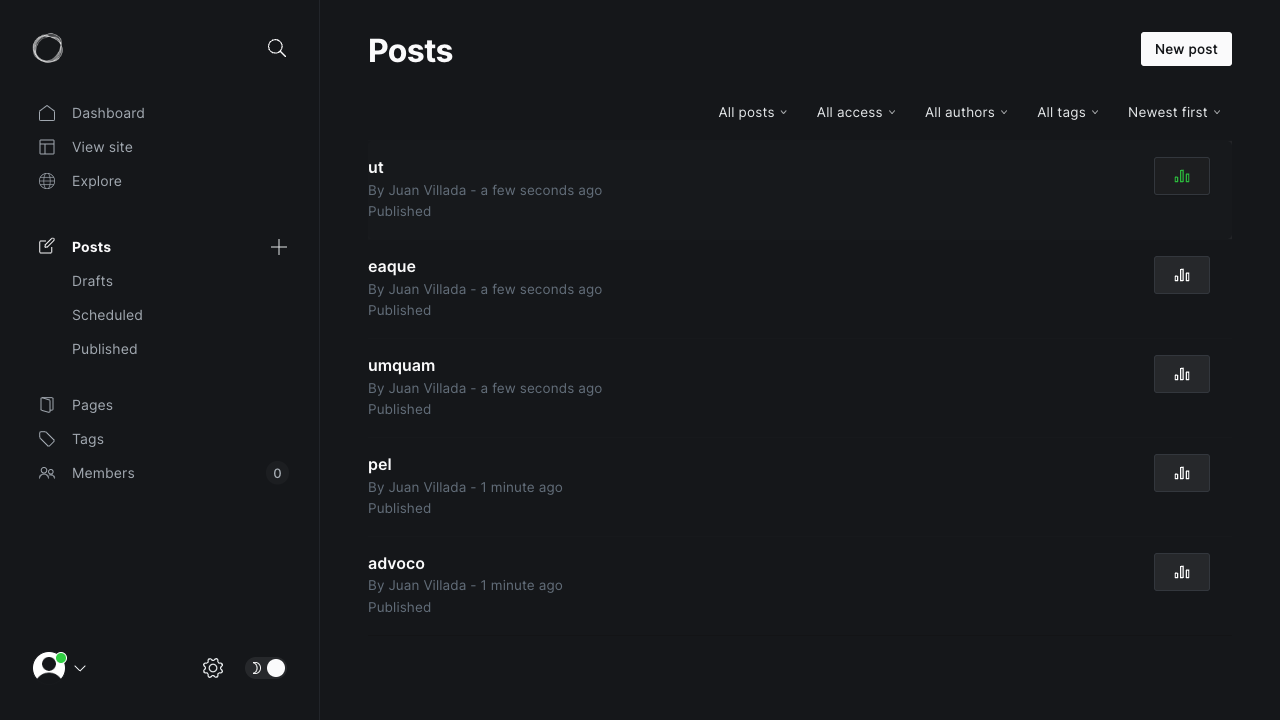 Posts
New post
Dashboard
View site
Explore
Posts
Drafts
Scheduled
Published
Pages
Tags
Members
0
All posts
All access
All authors
All tags
Newest first
ut
By Juan Villada - a few seconds ago
Published
eaque
By Juan Villada - a few seconds ago
Published
umquam
By Juan Villada - a few seconds ago
Published
pel
By Juan Villada - 1 minute ago
Published
advoco
By Juan Villada - 1 minute ago
Published